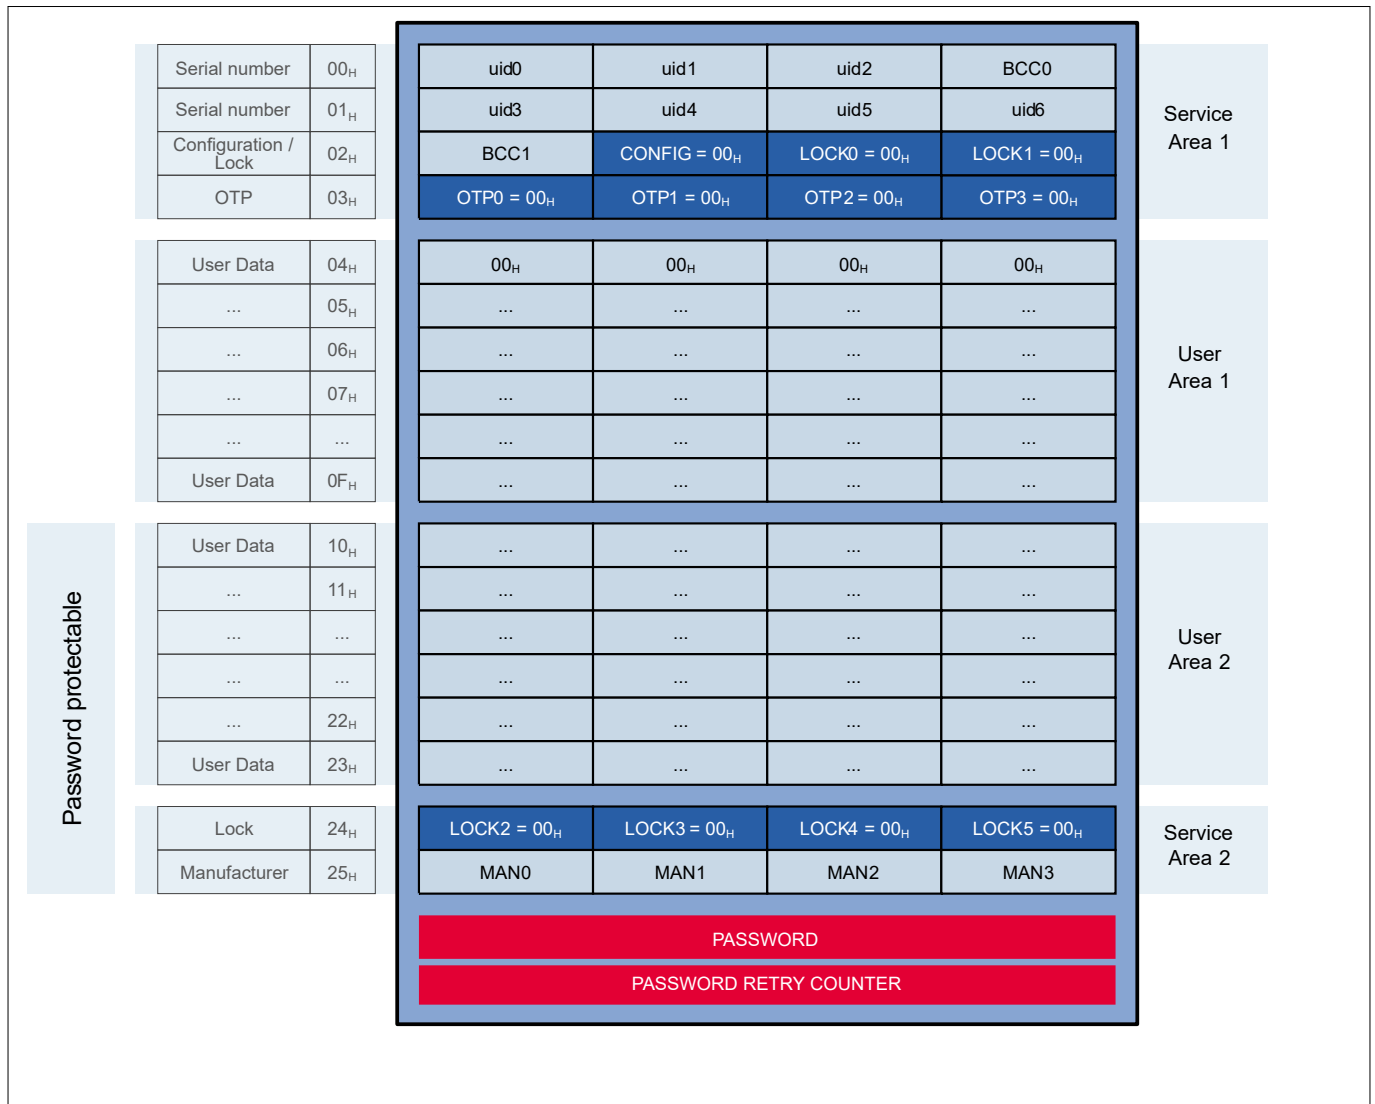 Serial number 00H uid0 uid1 uid2 BCC0
Serial number 01H uid3 uid4 uid5 uid6
Service
Area 1
Configuration /
Lock 02H BCC1 CONFIG = 00H LOCK0 = 00H LOCK1 = 00H
OTP 03H OTP0 = 00H OTP1 = 00H OTP2 = 00H OTP3 = 00H
User Data 04H 00H 00H 00H 00H
... 05H ... ... ... ...
... 06H ... ... ... ...
User
Area 1
... 07H ... ... ... ...
... ... ... ... ... ...
User Data 0FH ... ... ... ...
Password protectable
User Data 10H ... ... ... ...
... 11H ... ... ... ...
... ... ... ... ... ...
User
Area 2
... ... ... ... ... ...
... 22H ... ... ... ...
User Data 23H ... ... ... ...
Lock 24H LOCK2 = 00H LOCK3 = 00H LOCK4 = 00H LOCK5 = 00H
Service
Area 2
Manufacturer 25H MAN0 MAN1 MAN2 MAN3
PASSWORD
PASSWORD RETRY COUNTER